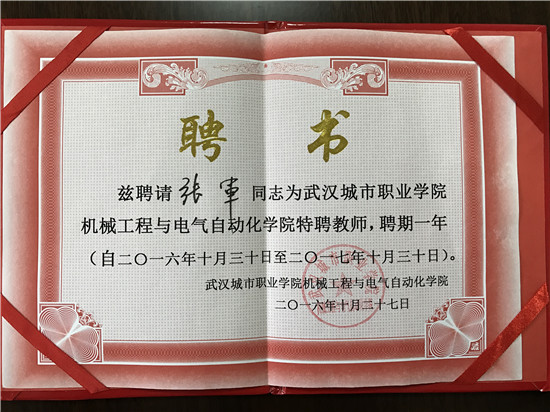 聘书
兹聘请张军同志为武汉城市职业学院
机械工程与电气自动化学院特聘教师，聘期一年
（自二〇一六年十月三十日至二〇一七年十月三十日）。
武汉城市职业学院机械工程与电气自动化学院
二〇一六年十月二十七日